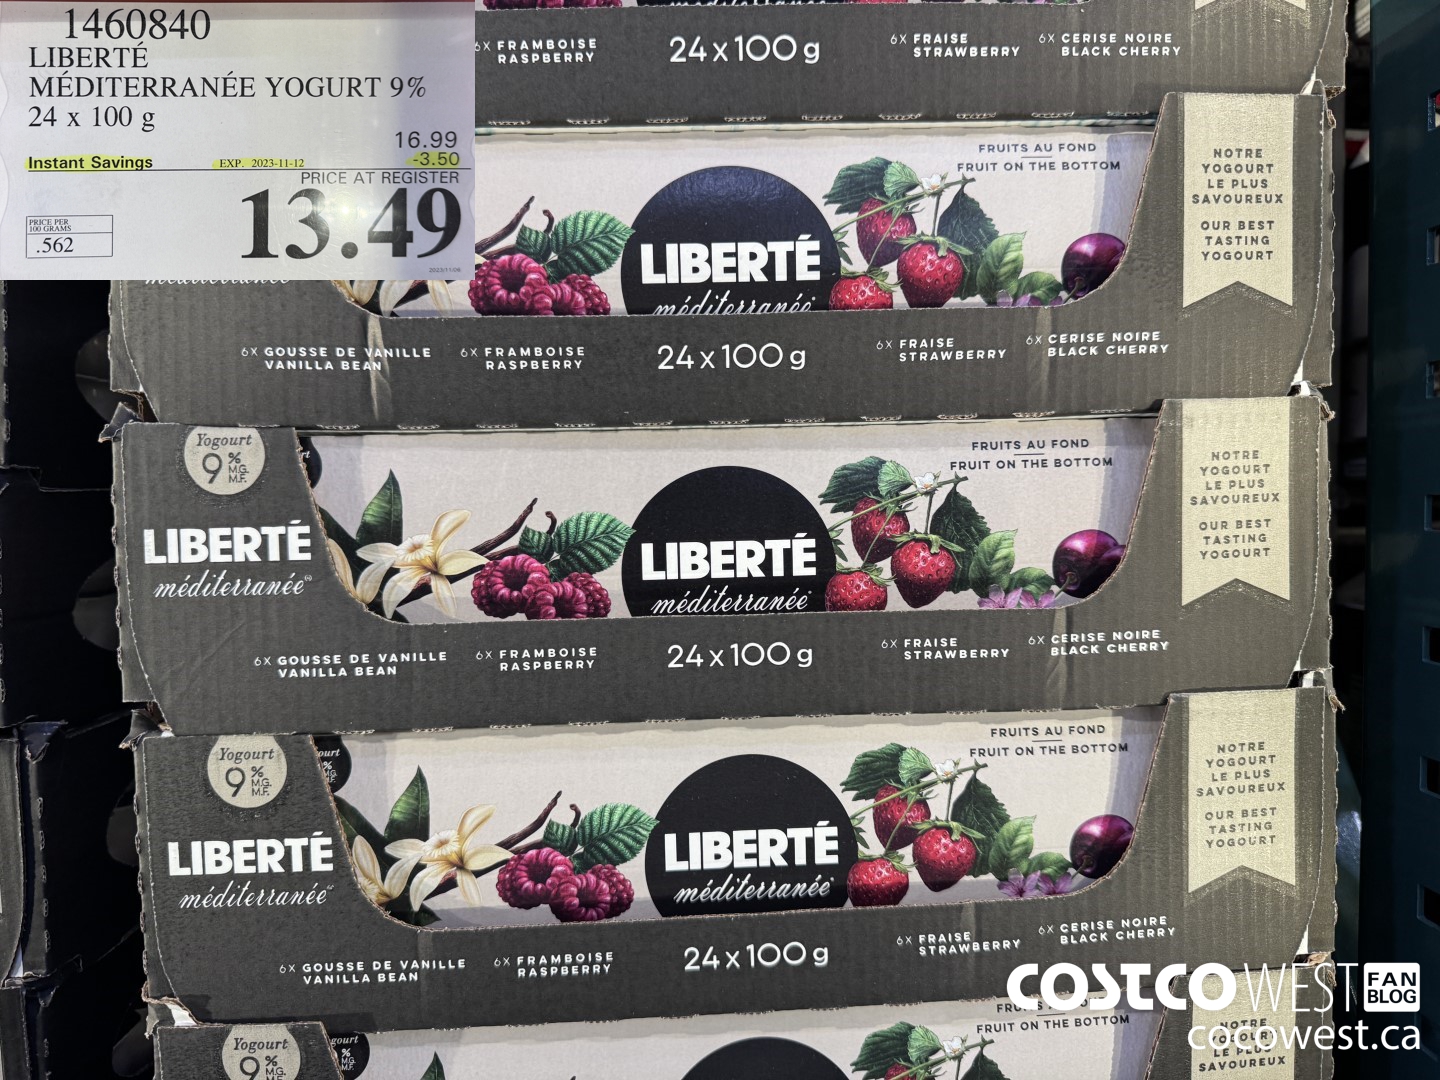 1460840
LIBERTÉ
MÉDITERRANÉE YOGURT 9%
24 x 100 g
16.99
Instant Savings EXP. 2023-11-12 -3.50
PRICE AT REGISTER
13.49
PRICE PER
100 GRAMS
.562
2023/11/06
6X FRAMBOISE
RASPBERRY
24 x 100 g
6X FRAISE
STRAWBERRY
6X CERISE NOIRE
BLACK CHERRY
FRUITS AU FOND
FRUIT ON THE BOTTOM
NOTRE
YOGOURT
LE PLUS
SAVOUREUX
OUR BEST
TASTING
YOGOURT
LIBERTÉ
méditerranée
méditerranée
6X GOUSSE DE VANILLE
VANILLA BEAN
6X FRAMBOISE
RASPBERRY
24 x 100 g
6X FRAISE
STRAWBERRY
6X CERISE NOIRE
BLACK CHERRY
Yogourt
9% M.G.
M.F.
LIBERTÉ
méditerranée
FRUITS AU FOND
FRUIT ON THE BOTTOM
LIBERTÉ
méditerranée
NOTRE
YOGOURT
LE PLUS
SAVOUREUX
OUR BEST
TASTING
YOGOURT
6X GOUSSE DE VANILLE
VANILLA BEAN
6X FRAMBOISE
RASPBERRY
24 x 100 g
6X FRAISE
STRAWBERRY
6X CERISE NOIRE
BLACK CHERRY
Yogourt
9% M.G.
M.F.
LIBERTÉ
méditerranée
FRUITS AU FOND
FRUIT ON THE BOTTOM
LIBERTÉ
méditerranée
NOTRE
YOGOURT
LE PLUS
SAVOUREUX
OUR BEST
TASTING
YOGOURT
6X GOUSSE DE VANILLE
VANILLA BEAN
6X FRAMBOISE
RASPBERRY
24 x 100 g
6X FRAISE
STRAWBERRY
6X CERISE NOIRE
BLACK CHERRY
Yogourt
9% M.G.
FRUIT ON THE BOTTOM
NOTRE
YOGOURT
LE PLUS
SAVOUREUX
COSTCO WEST FAN
BLOG
cocowest.ca